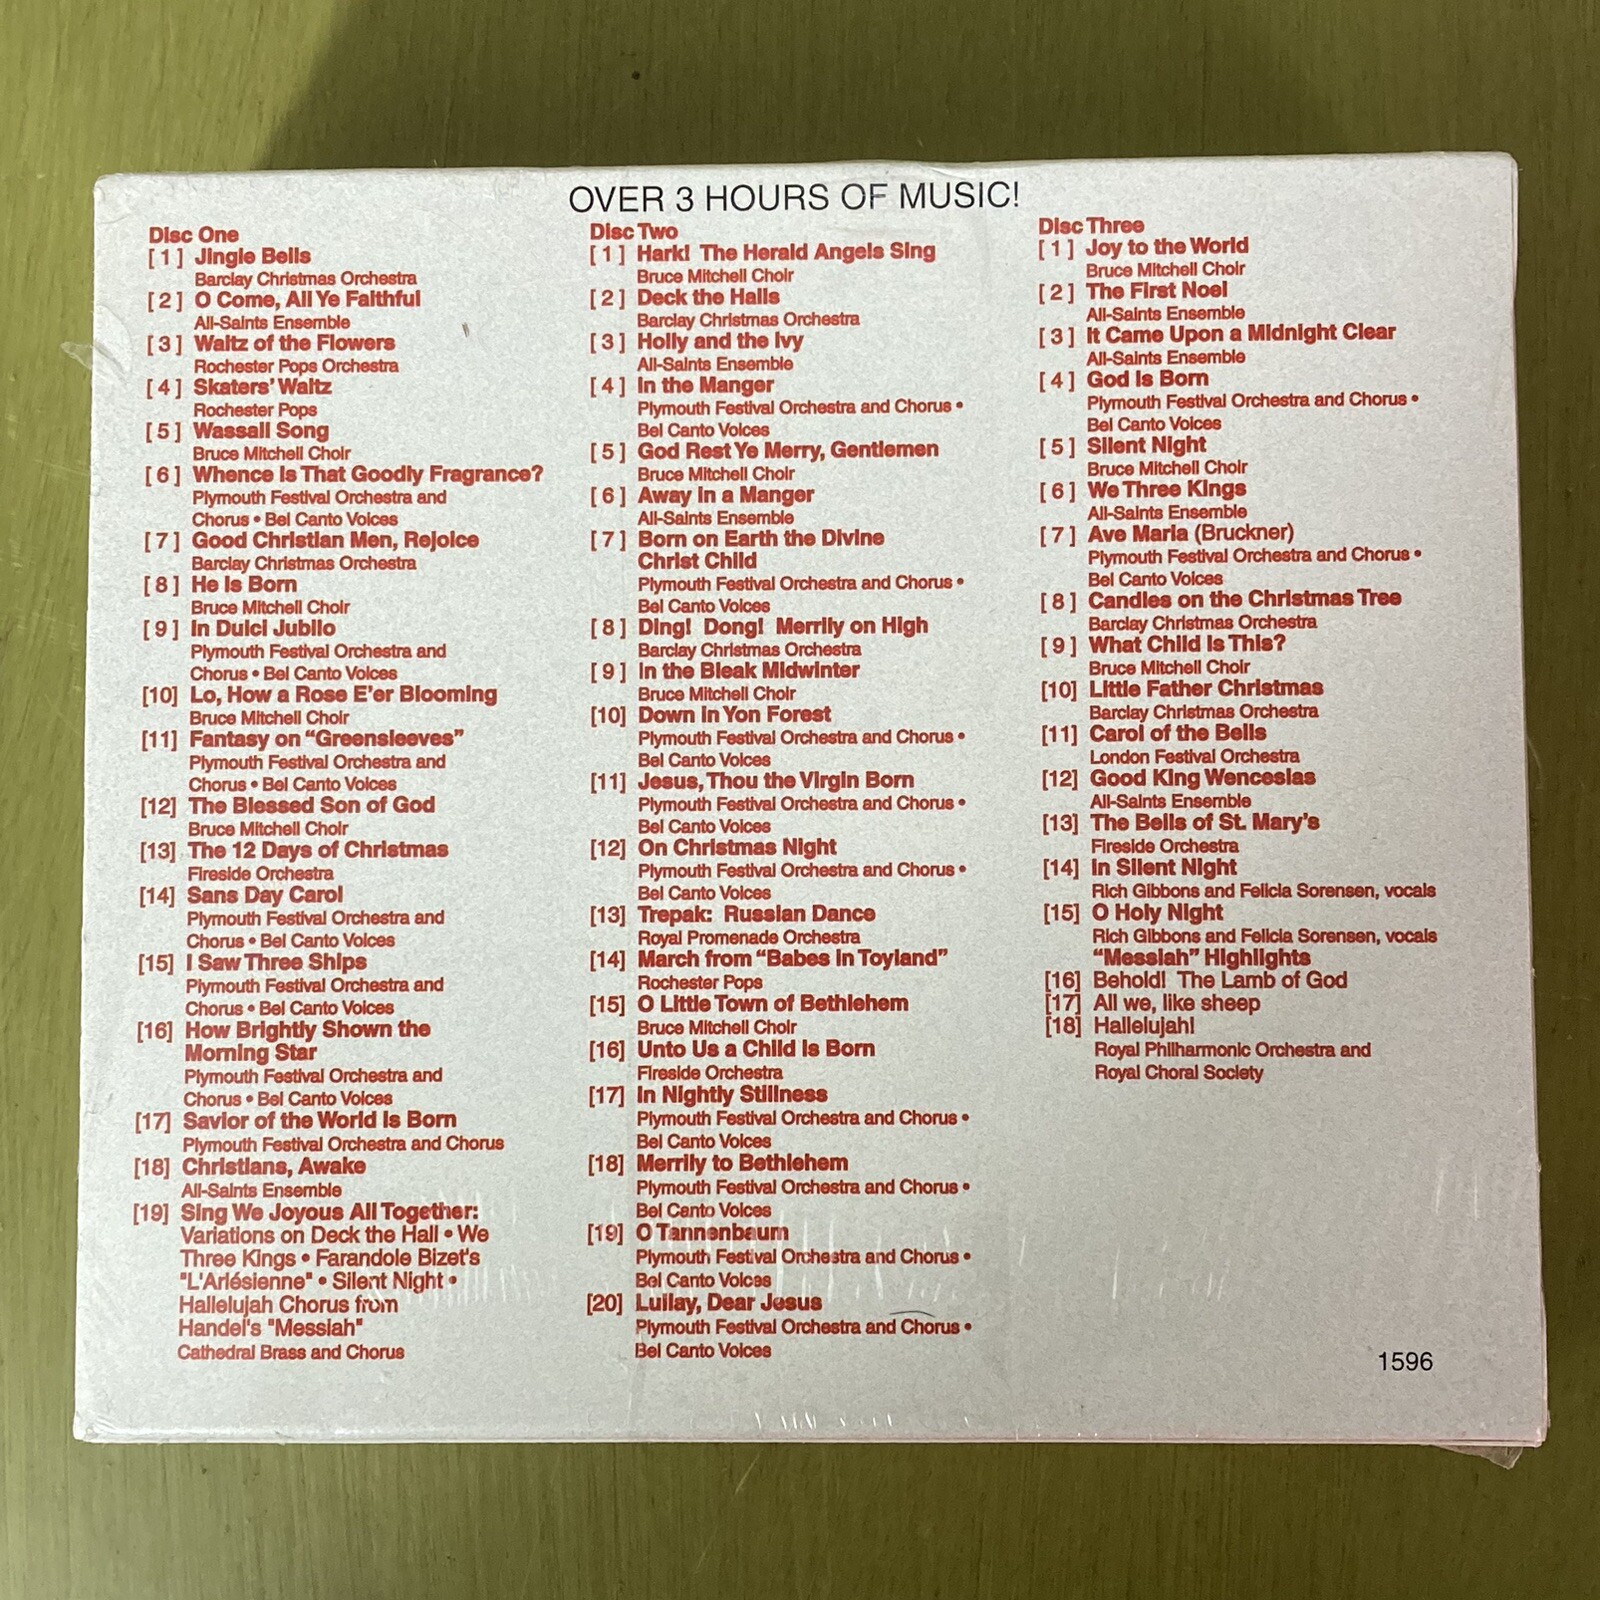 OVER 3 HOURS OF MUSIC!
Disc One
[ 1 ] Jingle Bells
Barclay Christmas Orchestra
[ 2 ] O Come, All Ye Faithful
All-Saints Ensemble
[ 3 ] Waltz of the Flowers
Rochester Pops Orchestra
[ 4 ] Skaters' Waltz
Rochester Pops
[ 5 ] Wassail Song
Bruce Mitchell Choir
[ 6 ] Whence Is That Goodly Fragrance?
Plymouth Festival Orchestra and
Chorus • Bel Canto Voices
[ 7 ] Good Christian Men, Rejoice
Barclay Christmas Orchestra
[ 8 ] He Is Born
Bruce Mitchell Choir
[ 9 ] In Dulci Jubilo
Plymouth Festival Orchestra and
Chorus • Bel Canto Voices
[10] Lo, How a Rose E'er Blooming
Bruce Mitchell Choir
[11] Fantasy on “Greensleeves”
Plymouth Festival Orchestra and
Chorus • Bel Canto Voices
[12] The Blessed Son of God
Bruce Mitchell Choir
[13] The 12 Days of Christmas
Fireside Orchestra
[14] Sans Day Carol
Plymouth Festival Orchestra and
Chorus • Bel Canto Voices
[15] I Saw Three Ships
Plymouth Festival Orchestra and
Chorus • Bel Canto Voices
[16] How Brightly Shown the
Morning Star
Plymouth Festival Orchestra and
Chorus • Bel Canto Voices
[17] Savior of the World Is Born
Plymouth Festival Orchestra and Chorus
[18] Christians, Awake
All-Saints Ensemble
[19] Sing We Joyous All Together:
Variations on Deck the Hall • We
Three Kings • Farandole Bizet's
"L'Arlésienne" • Silent Night •
Hallelujah Chorus from
Handel's "Messiah"
Cathedral Brass and Chorus
Disc Two
[ 1 ] Hark! The Herald Angels Sing
Bruce Mitchell Choir
[ 2 ] Deck the Halls
Barclay Christmas Orchestra
[ 3 ] Holly and the Ivy
All-Saints Ensemble
[ 4 ] In the Manger
Plymouth Festival Orchestra and Chorus •
Bel Canto Voices
[ 5 ] God Rest Ye Merry, Gentlemen
Bruce Mitchell Choir
[ 6 ] Away in a Manger
All-Saints Ensemble
[ 7 ] Born on Earth the Divine
Christ Child
Plymouth Festival Orchestra and Chorus •
Bel Canto Voices
[ 8 ] Ding! Dong! Merrily on High
Barclay Christmas Orchestra
[ 9 ] In the Bleak Midwinter
Bruce Mitchell Choir
[10] Down in Yon Forest
Plymouth Festival Orchestra and Chorus •
Bel Canto Voices
[11] Jesus, Thou the Virgin Born
Plymouth Festival Orchestra and Chorus •
Bel Canto Voices
[12] On Christmas Night
Plymouth Festival Orchestra and Chorus •
Bel Canto Voices
[13] Trepak: Russian Dance
Royal Promenade Orchestra
[14] March from “Babes in Toyland”
Rochester Pops
[15] O Little Town of Bethlehem
Bruce Mitchell Choir
[16] Unto Us a Child Is Born
Fireside Orchestra
[17] In Nightly Stillness
Plymouth Festival Orchestra and Chorus •
Bel Canto Voices
[18] Merrily to Bethlehem
Plymouth Festival Orchestra and Chorus •
Bel Canto Voices
[19] O Tannenbaum
Plymouth Festival Orchestra and Chorus •
Bel Canto Voices
[20] Lullay, Dear Jesus
Plymouth Festival Orchestra and Chorus •
Bel Canto Voices
Disc Three
[ 1 ] Joy to the World
Bruce Mitchell Choir
[ 2 ] The First Noel
All-Saints Ensemble
[ 3 ] It Came Upon a Midnight Clear
All-Saints Ensemble
[ 4 ] God Is Born
Plymouth Festival Orchestra and Chorus •
Bel Canto Voices
[ 5 ] Silent Night
Bruce Mitchell Choir
[ 6 ] We Three Kings
All-Saints Ensemble
[ 7 ] Ave Maria (Bruckner)
Plymouth Festival Orchestra and Chorus •
Bel Canto Voices
[ 8 ] Candles on the Christmas Tree
Barclay Christmas Orchestra
[ 9 ] What Child Is This?
Bruce Mitchell Choir
[10] Little Father Christmas
Barclay Christmas Orchestra
[11] Carol of the Bells
London Festival Orchestra
[12] Good King Wenceslas
All-Saints Ensemble
[13] The Bells of St. Mary's
Fireside Orchestra
[14] In Silent Night
Rich Gibbons and Felicia Sorensen, vocals
[15] O Holy Night
Rich Gibbons and Felicia Sorensen, vocals
“Messiah” Highlights
[16] Behold! The Lamb of God
[17] All we, like sheep
[18] Hallelujah!
Royal Philharmonic Orchestra and
Royal Choral Society
1596